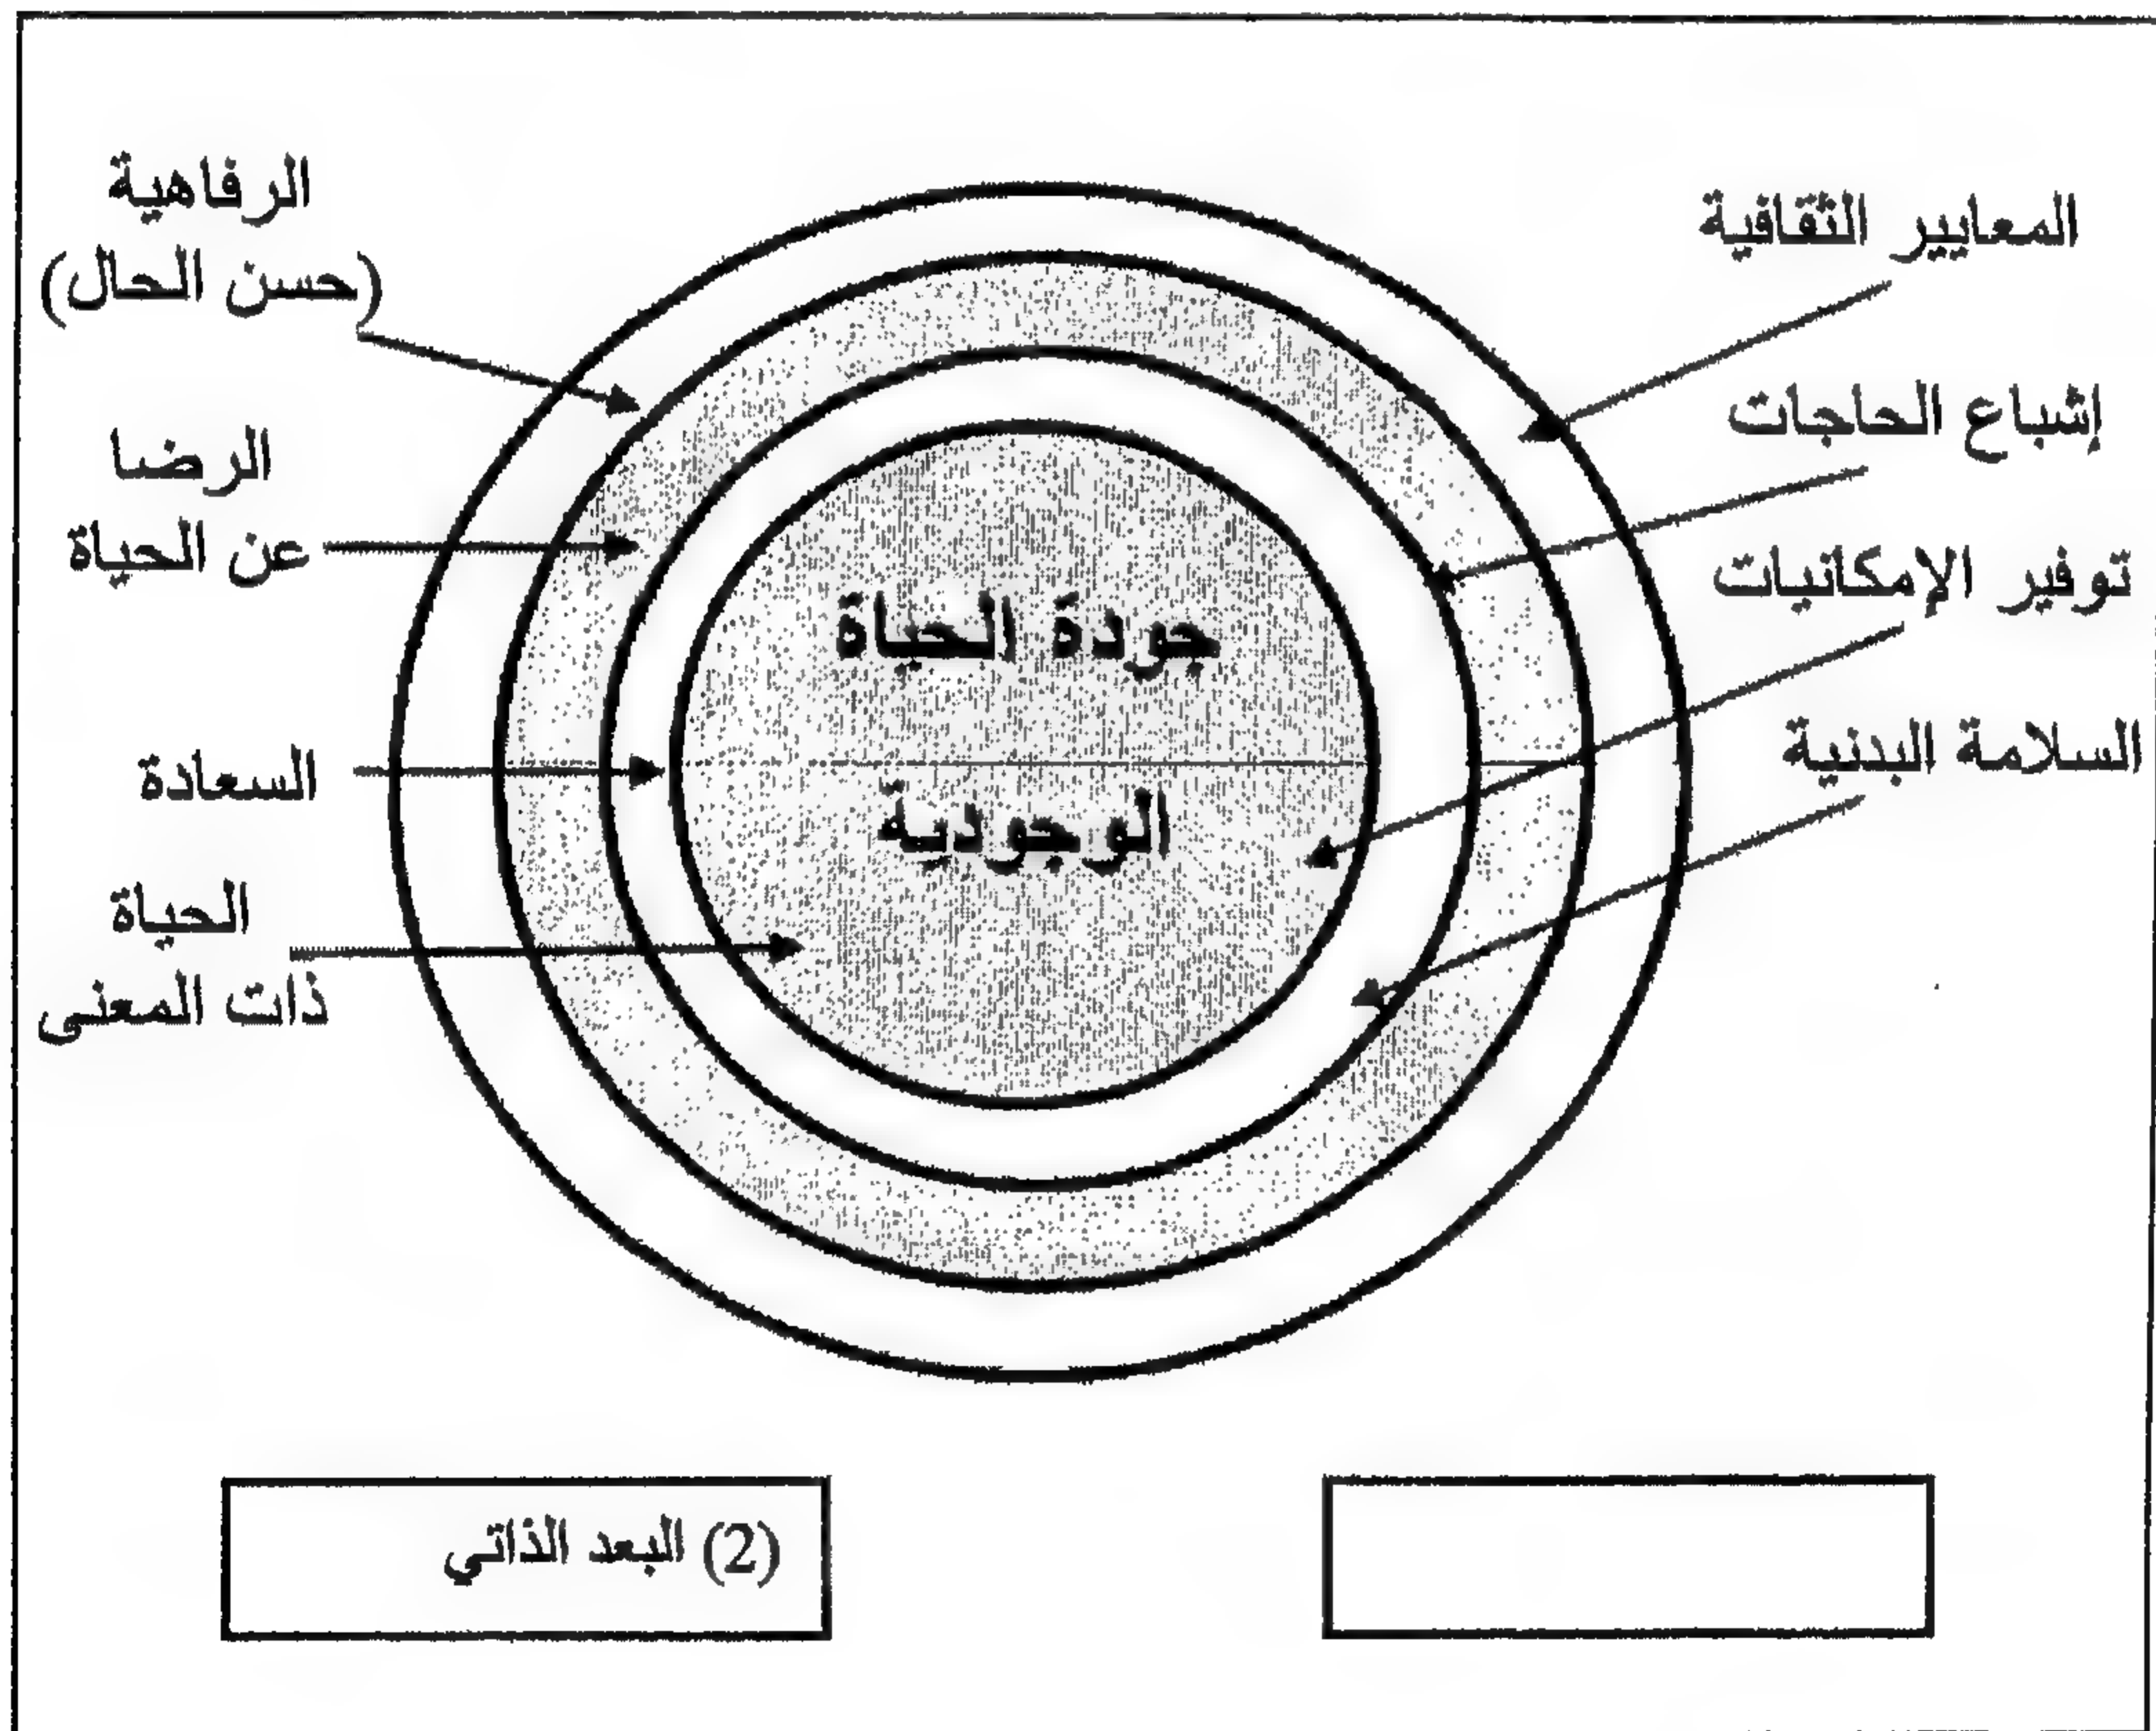 المعايير الثقافية
إشباع الحاجات
توفير الإمكانيات
السلامة البدنية
الرفاهية
(حسن الحال)
الرضا
عن الحياة
السعادة
الحياة
ذات المعنى
جودة الحياة
الوجودية
(2) البعد الذاتي